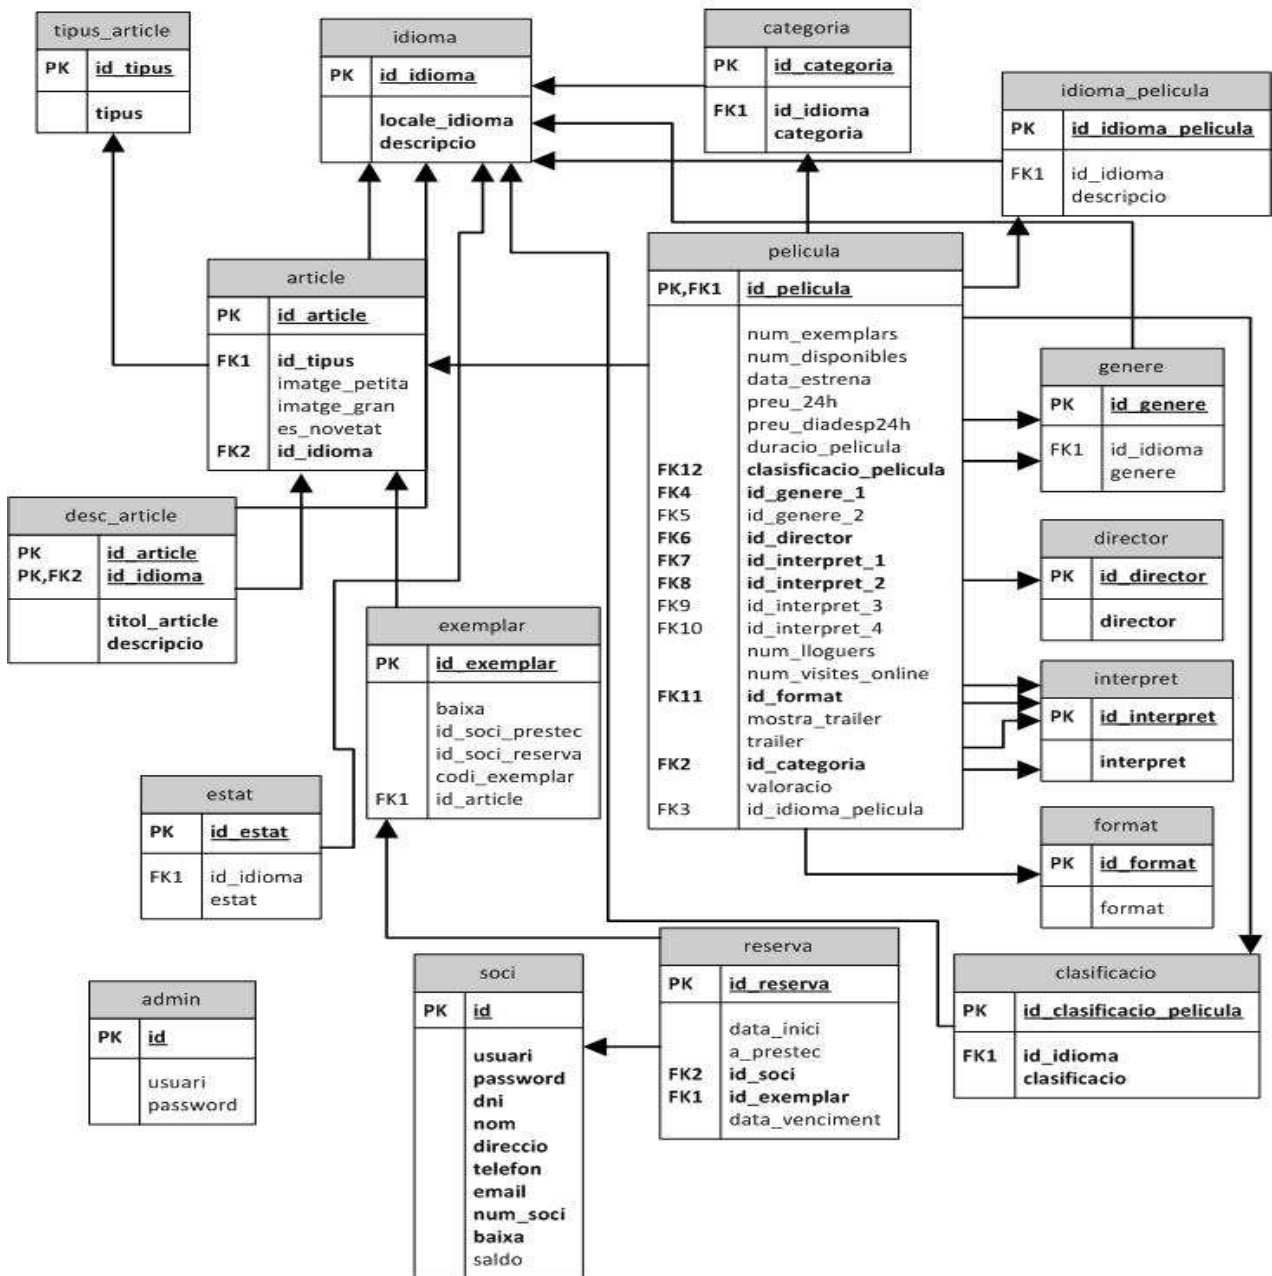 tipus_article
PK id_tipus
tipus
idioma
PK id_idioma
locale_idioma
descripcio
categoria
PK id_categoria
FK1 id_idioma
categoria
idioma_pelicula
PK id_idioma_pelicula
FK1 id_idioma
descripcio
article
PK id_article
FK1 id_tipus
imatge_petita
imatge_gran
es_novetat
FK2 id_idioma
pelicula
PK,FK1 id_pelicula
num_exemplars
num_disponibles
data_estrena
preu_24h
preu_diadesp24h
duracio_pelicula
FK12 clasisficacio_pelicula
FK4 id_genere_1
FK5 id_genere_2
FK6 id_director
FK7 id_interpret_1
FK8 id_interpret_2
FK9 id_interpret_3
FK10 id_interpret_4
num_lloguers
num_visites_online
FK11 id_format
mostra_trailer
trailer
FK2 id_categoria
valoracio
FK3 id_idioma_pelicula
genere
PK id_genere
FK1 id_idioma
genere
desc_article
PK id_article
PK,FK2 id_idioma
titol_article
descripcio
director
PK id_director
director
exemplar
PK id_exemplar
baixa
id_soci_prestec
id_soci_reserva
codi_exemplar
FK1 id_article
interpret
PK id_interpret
interpret
estat
PK id_estat
FK1 id_idioma
estat
format
PK id_format
format
reserva
PK id_reserva
data_inici
a_prestec
FK2 id_soci
FK1 id_exemplar
data_venciment
soci
PK id
usuari
password
dni
nom
direccio
telefon
email
num_soci
baixa
saldo
clasificacio
PK id_clasificacio_pelicula
FK1 id_idioma
clasificacio
admin
PK id
usuari
password